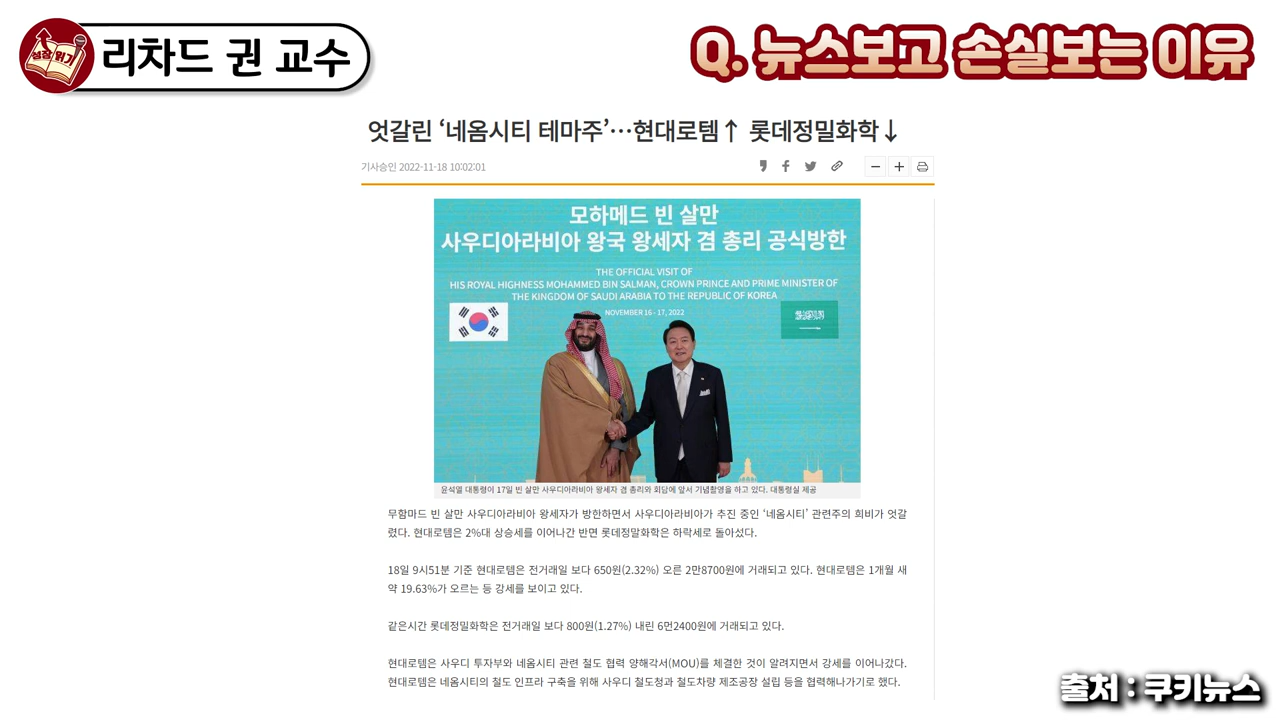 성장 읽기
리차드 권 교수
Q. 뉴스보고 손실보는 이유
엇갈린 ‘네옴시티 테마주’…현대로템↑ 롯데정밀화학↓
기사승인 2022-11-18 10:02:01
모하메드 빈 살만
사우디아라비아 왕국 왕세자 겸 총리 공식방한
THE OFFICIAL VISIT OF
HIS ROYAL HIGHNESS MOHAMMED BIN SALMAN, CROWN PRINCE AND PRIME MINISTER OF
THE KINGDOM OF SAUDI ARABIA TO THE REPUBLIC OF KOREA
NOVEMBER 16 - 17, 2022
윤석열 대통령이 17일 빈 살만 사우디아라비아 왕세자 겸 총리와 회담에 앞서 기념촬영을 하고 있다. 대통령실 제공
무함마드 빈 살만 사우디아라비아 왕세자가 방한하면서 사우디아라비아가 추진 중인 ‘네옴시티’ 관련주의 희비가 엇갈
렸다. 현대로템은 2%대 상승세를 이어나간 반면 롯데정말화학은 하락세로 돌아섰다.
18일 9시51분 기준 현대로템은 전거래일 보다 650원(2.32%) 오른 2만8700원에 거래되고 있다. 현대로템은 1개월 새
약 19.63%가 오르는 등 강세를 보이고 있다.
같은시간 롯데정밀화학은 전거래일 보다 800원(1.27%) 내린 6먼2400원에 거래되고 있다.
현대로템은 사우디 투자부와 네옴시티 관련 철도 협력 양해각서(MOU)를 체결한 것이 알려지면서 강세를 이어나갔다.
현대로템은 네옴시티의 철도 인프라 구축을 위해 사우디 철도청과 철도차량 제조공장 설립 등을 협력해나가기로 했다.
출처 : 쿠키뉴스